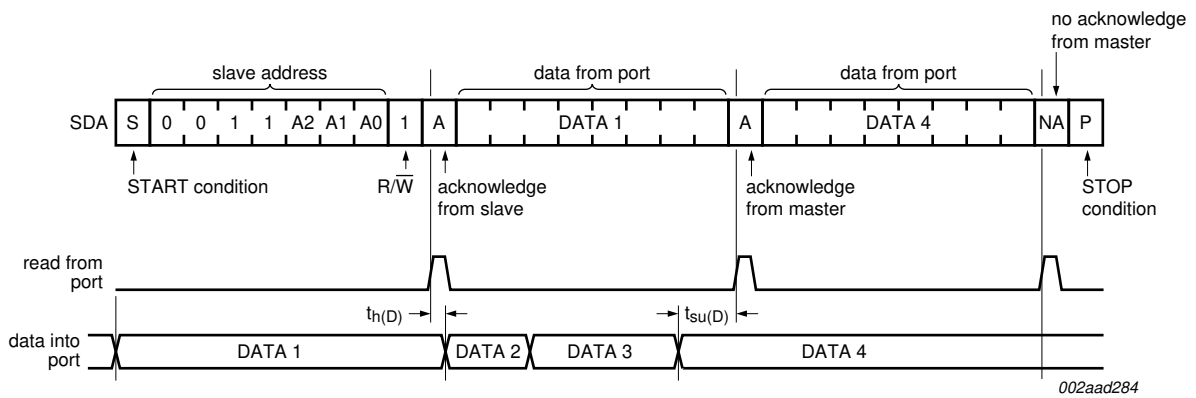 no acknowledge
from master
slave address
data from port
data from port
SDA S 0 0 1 1 A2 A1 A0 1 A DATA 1 A DATA 4 NA P
START condition
R/W̅
acknowledge
from slave
acknowledge
from master
STOP
condition
read from
port
th(D)
tsu(D)
data into
port
DATA 1
DATA 2
DATA 3
DATA 4
002aad284